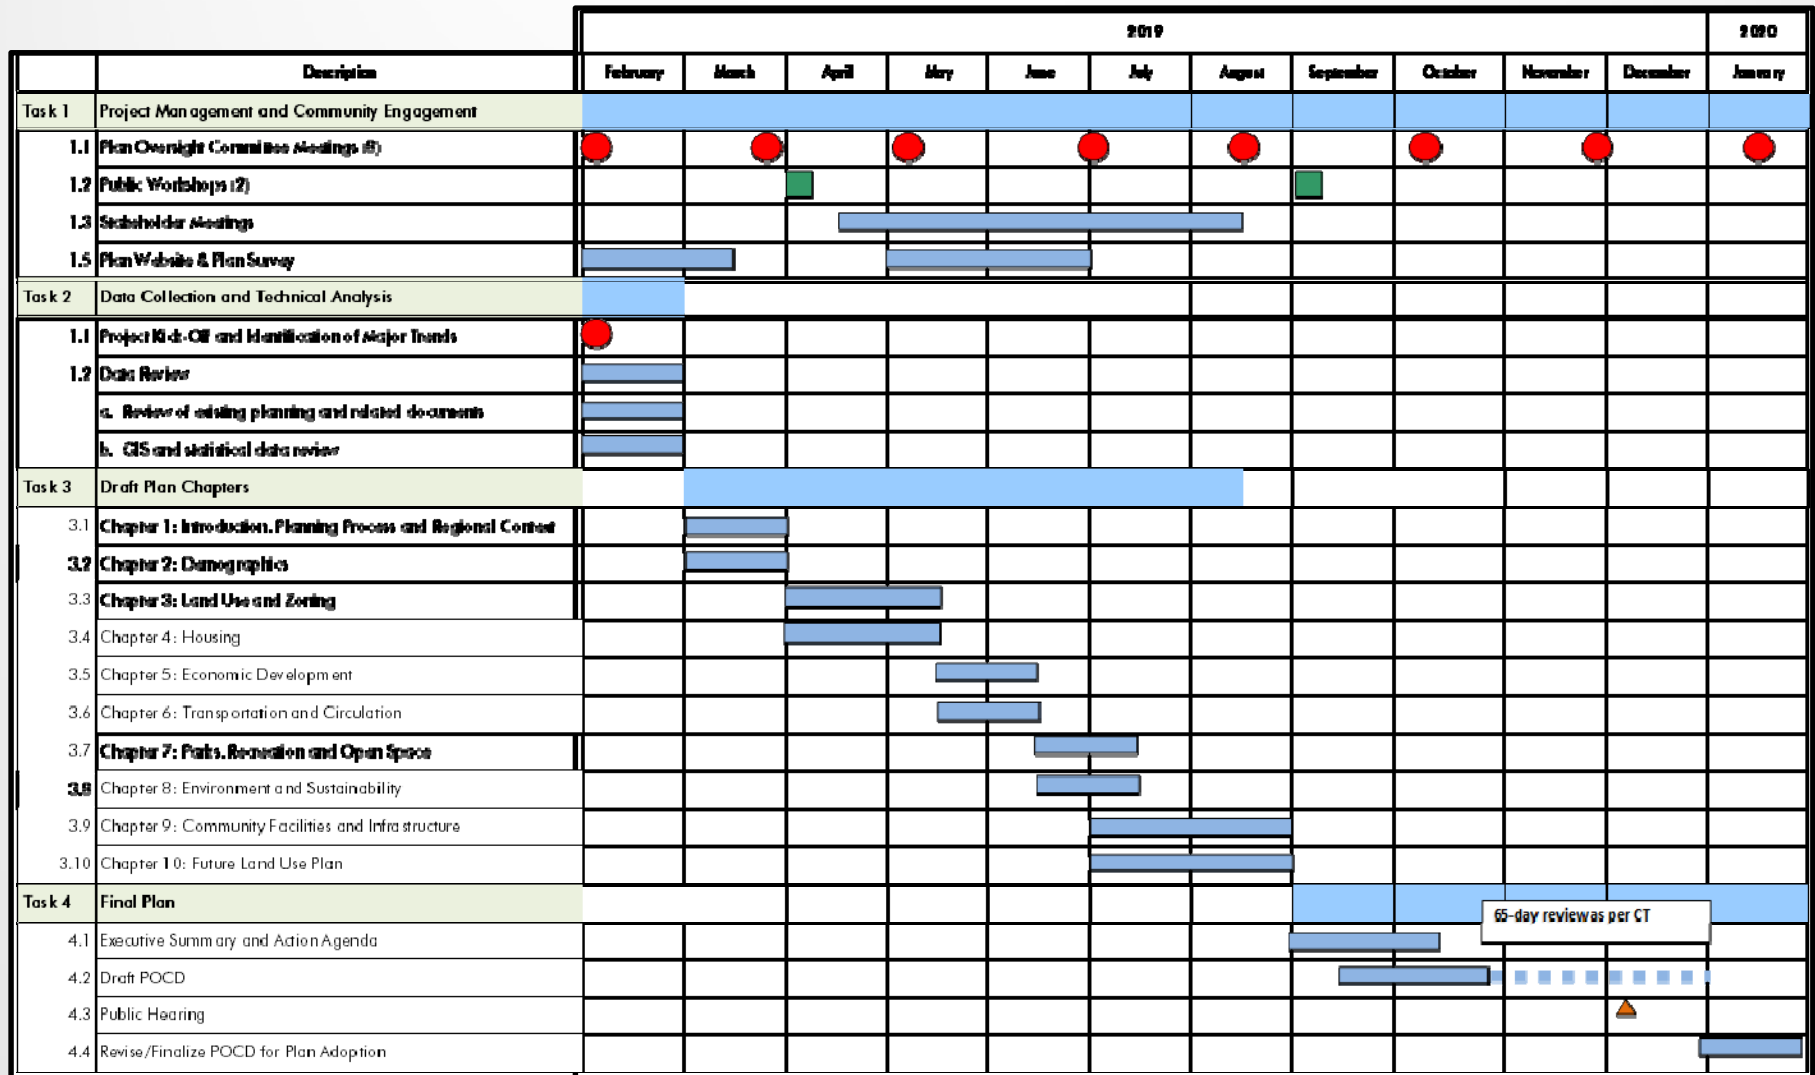 2019 2020
Description February March April May June July August September October November December January
Task 1 Project Management and Community Engagement
1.1 Plan Oversight Committee Meetings (8)
1.2 Public Workshops (2)
1.3 Stakeholder Meetings
1.5 Plan Website & Plan Survey
Task 2 Data Collection and Technical Analysis
1.1 Project Kick-Off and Identification of Major Trends
1.2 Data Review
a. Review of existing planning and related documents
b. GIS and statistical data review
Task 3 Draft Plan Chapters
3.1 Chapter 1: Introduction, Planning Process and Regional Context
3.2 Chapter 2: Demographics
3.3 Chapter 3: Land Use and Zoning
3.4 Chapter 4: Housing
3.5 Chapter 5: Economic Development
3.6 Chapter 6: Transportation and Circulation
3.7 Chapter 7: Parks, Recreation and Open Space
3.8 Chapter 8: Environment and Sustainability
3.9 Chapter 9: Community Facilities and Infrastructure
3.10 Chapter 10: Future Land Use Plan
Task 4 Final Plan
65-day review as per CT
4.1 Executive Summary and Action Agenda
4.2 Draft POCD
4.3 Public Hearing
4.4 Revise/Finalize POCD for Plan Adoption